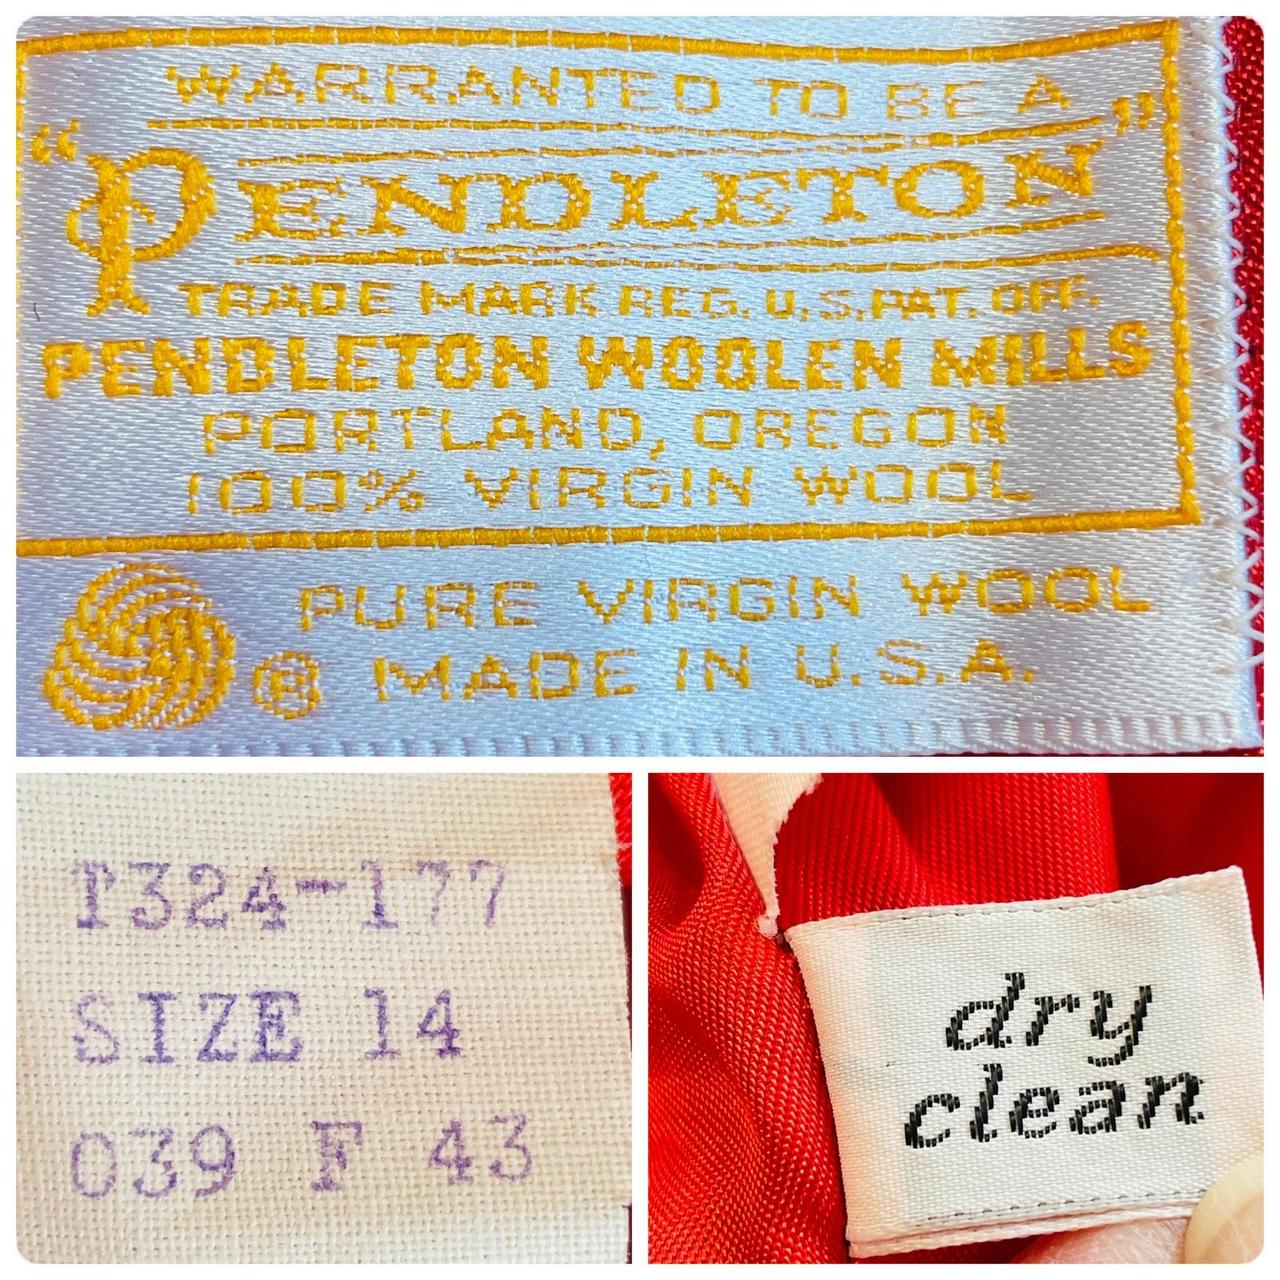 WARRANTED TO BE A
"PENDLETON"
TRADE MARK REG. U.S. PAT. OFF.
PENDLETON WOOLEN MILLS
PORTLAND, OREGON
100% VIRGIN WOOL
PURE VIRGIN WOOL
® MADE IN U.S.A.
T324-177
SIZE 14
039 F 43
dry
clean